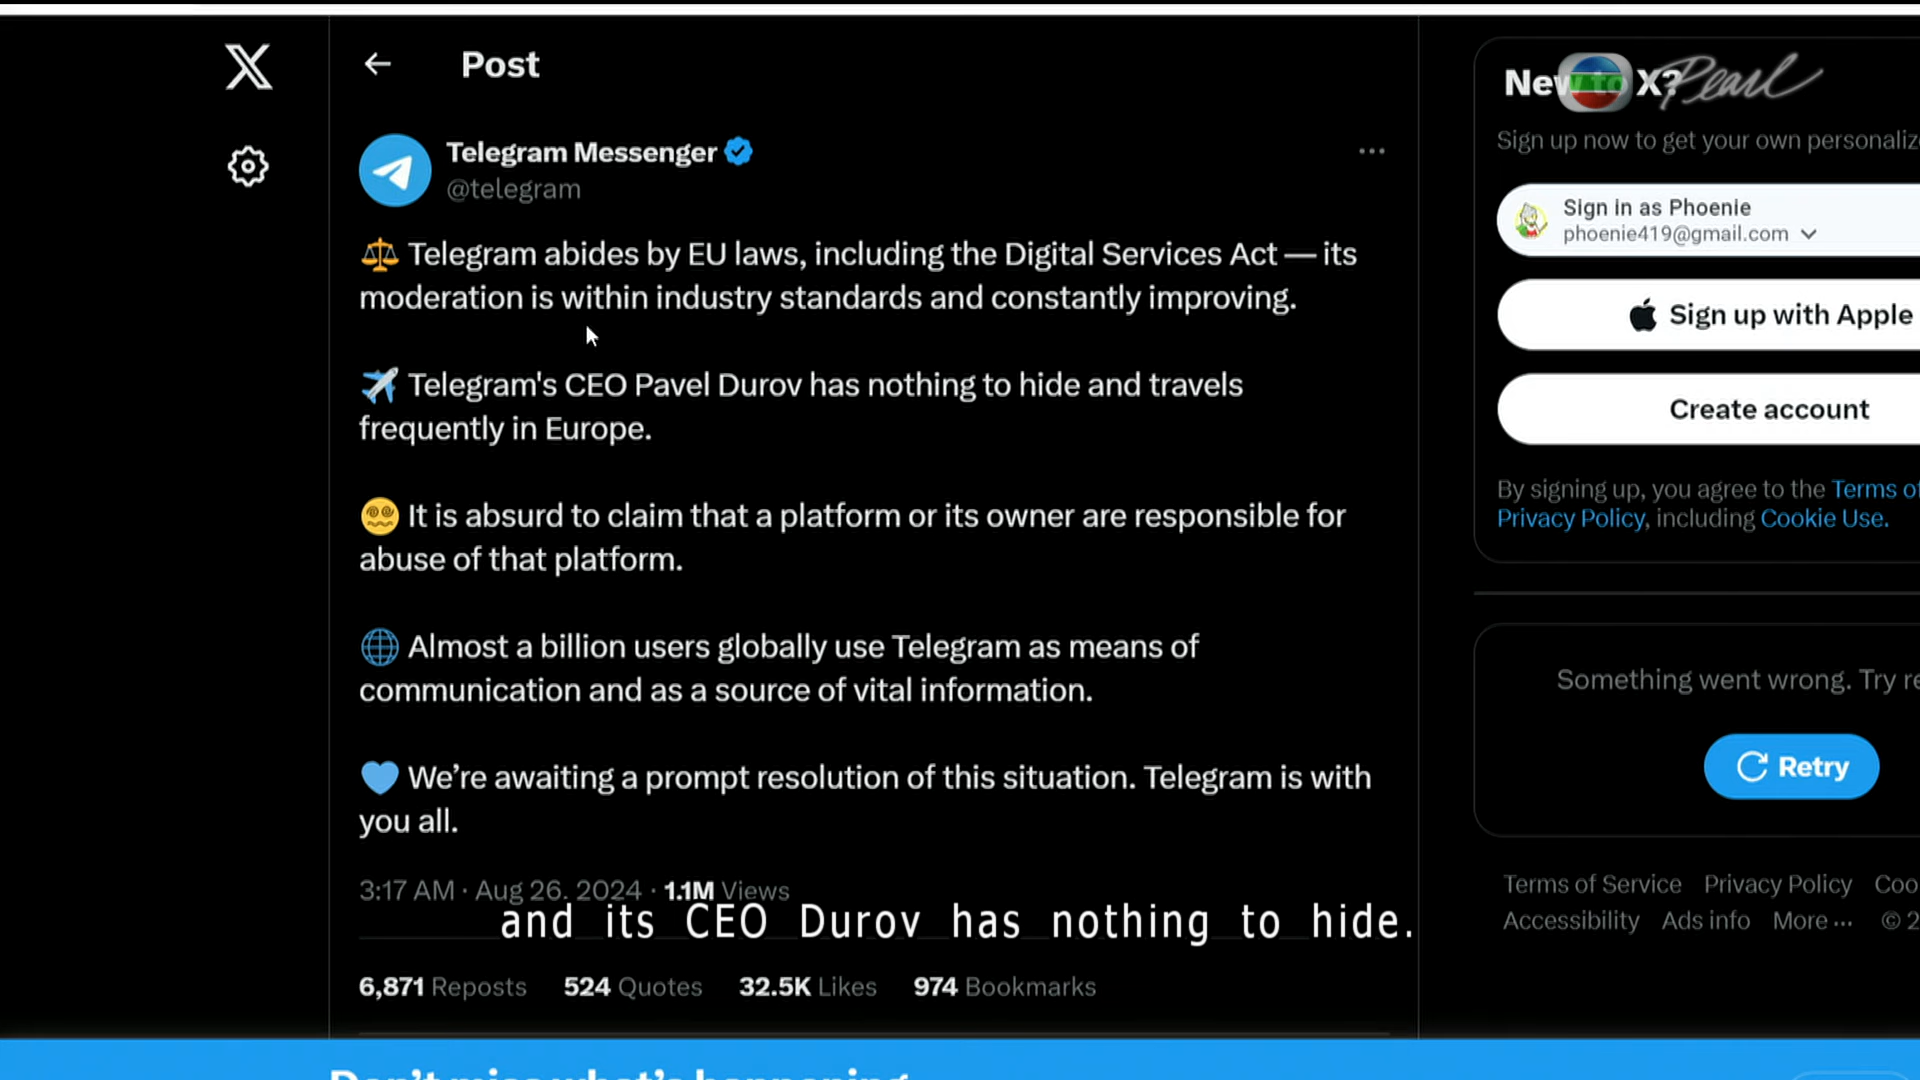 Post
Telegram Messenger
@telegram
Telegram abides by EU laws, including the Digital Services Act — its
moderation is within industry standards and constantly improving.
Telegram's CEO Pavel Durov has nothing to hide and travels
frequently in Europe.
It is absurd to claim that a platform or its owner are responsible for
abuse of that platform.
Almost a billion users globally use Telegram as means of
communication and as a source of vital information.
We’re awaiting a prompt resolution of this situation. Telegram is with
you all.
3:17 AM · Aug 26, 2024 · 1.1M Views
and its CEO Durov has nothing to hide.
6,871 Reposts 524 Quotes 32.5K Likes 974 Bookmarks
New to X?
Pearl
Sign up now to get your own personaliz
Sign in as Phoenie
phoenie419@gmail.com
Sign up with Apple
Create account
By signing up, you agree to the Terms of
Privacy Policy, including Cookie Use.
Something went wrong. Try re
Retry
Terms of Service Privacy Policy Coo
Accessibility Ads info More ··· © 2
Don’t miss what’s happening